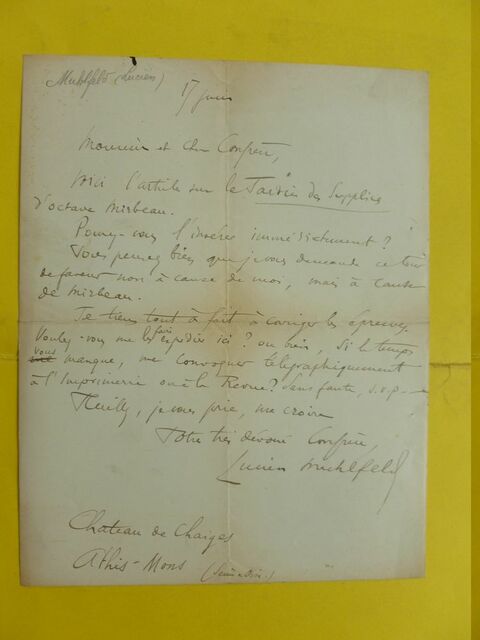 Muhlfeld (Lucien)
17 juin
Monsieur et cher Confrère,
Voici l'article sur le Jardin des Supplices
d'Octave Mirbeau.
Pouvez-vous l'insérer immédiatement ?
Vous pensez bien que je vous demande ce tour
de faveur non à cause de moi, mais à cause
de Mirbeau.
Je tiens tout à fait à corriger les épreuves.
Voulez-vous me les faire expédier ici ? ou bien, si le temps
vous manque, me convoquer télégraphiquement
à l'Imprimerie ou à la Revue ? Sans faute, s.v.p. —
Veuillez, je vous prie, me croire
Votre très dévoué Confrère,
Lucien Muhlfeld
Chateau de Chaiges
Athis-Mons (Seine-&-Oise.)